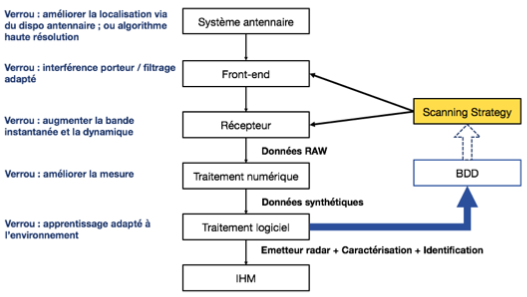 Verrou : améliorer la localisation via
du dispo antennaire ; ou algorithme
haute résolution
Système antennaire
Verrou : interférence porteur / filtrage
adapté
Front-end
Verrou : augmenter la bande
instantanée et la dynamique
Récepteur
Scanning Strategy
Données RAW
Verrou : améliorer la mesure
Traitement numérique
BDD
Données synthétiques
Verrou : apprentissage adapté à
l'environnement
Traitement logiciel
Emetteur radar + Caractérisation + Identification
IHM